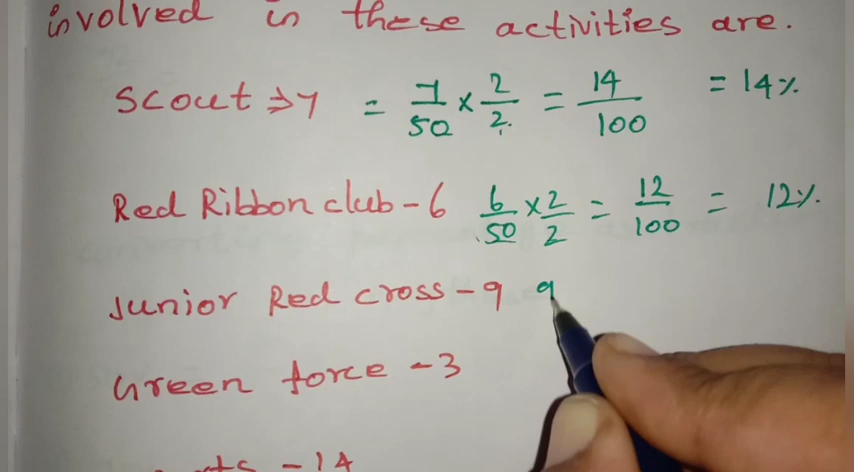 involved in these activities are.
Scout ⇒ 7 = 7/50 × 2/2 = 14/100 = 14%
Red Ribbon club - 6 6/50 × 2/2 = 12/100 = 12%.
Junior Red cross - 9 9
Green force - 3
- 14